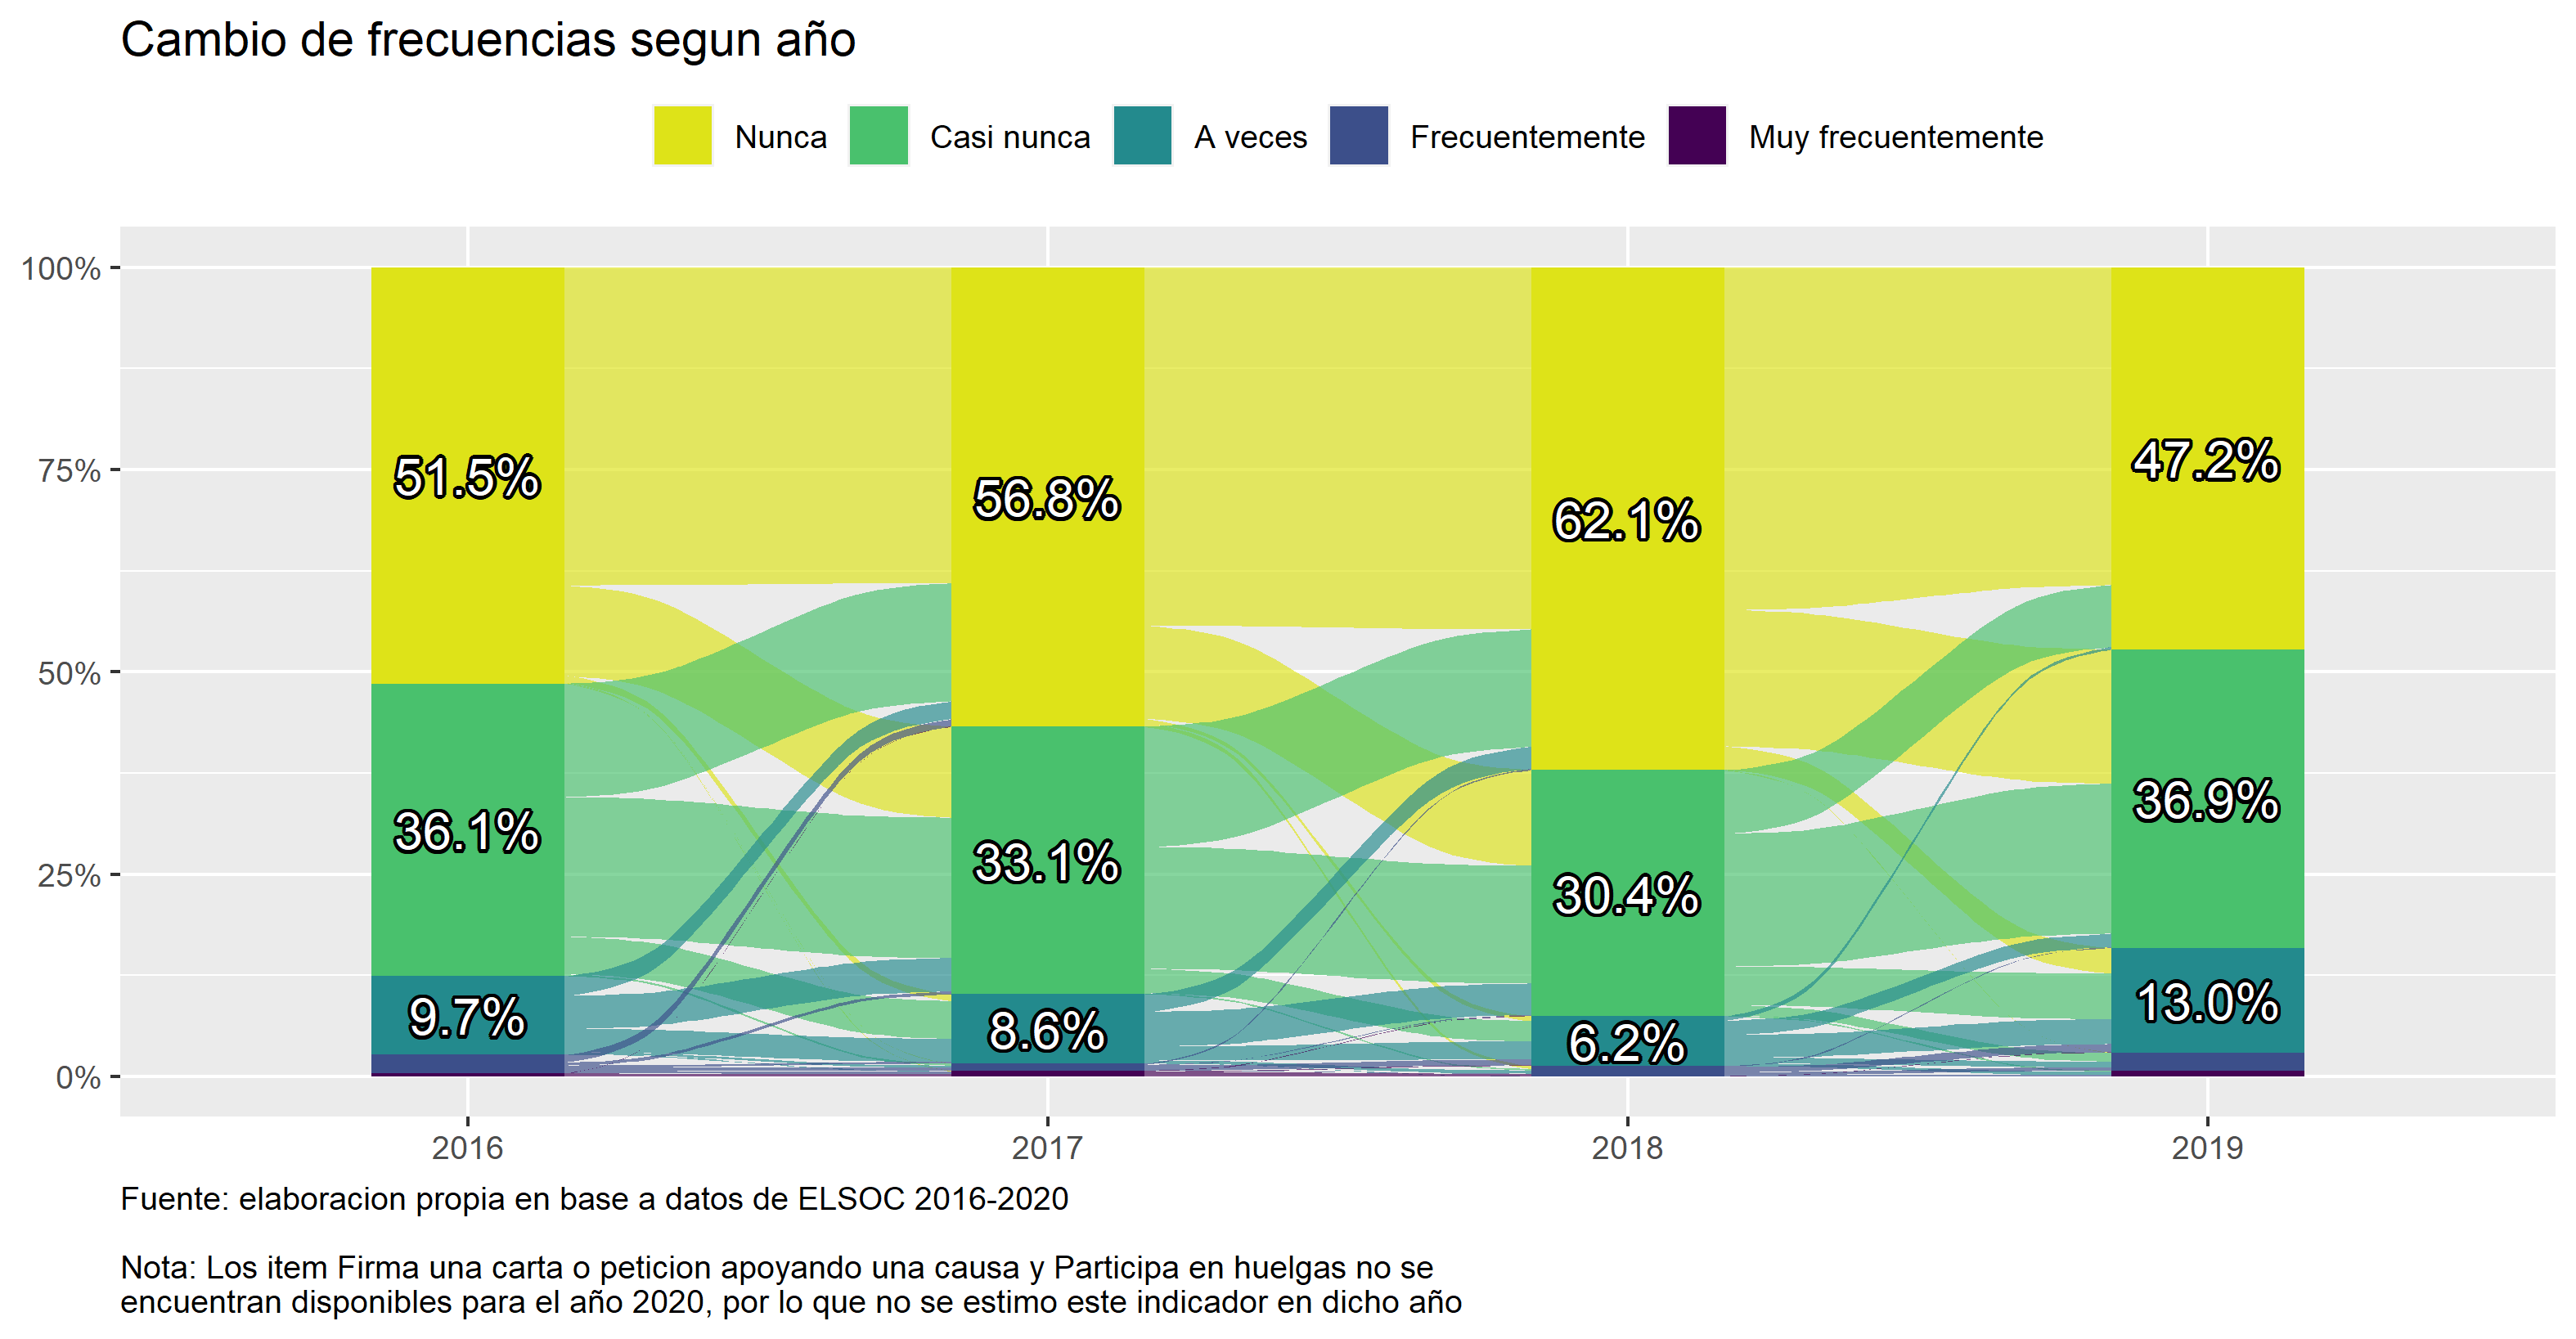 Cambio de frecuencias segun año
Nunca Casi nunca A veces Frecuentemente Muy frecuentemente
100%
75%
50%
25%
0%
51.5%
36.1%
9.7%
56.8%
33.1%
8.6%
62.1%
30.4%
6.2%
47.2%
36.9%
13.0%
2016 2017 2018 2019
Fuente: elaboracion propia en base a datos de ELSOC 2016-2020
Nota: Los item Firma una carta o peticion apoyando una causa y Participa en huelgas no se
encuentran disponibles para el año 2020, por lo que no se estimo este indicador en dicho año